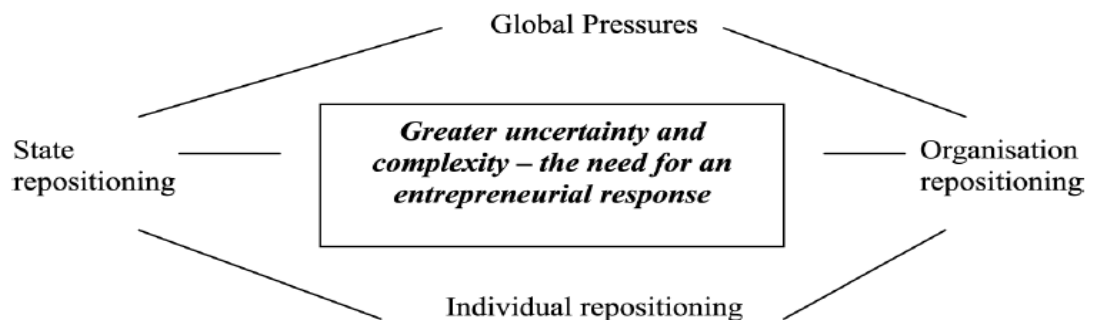 Global Pressures
Greater uncertainty and
complexity – the need for an
entrepreneurial response
State
repositioning
Organisation
repositioning
Individual repositioning